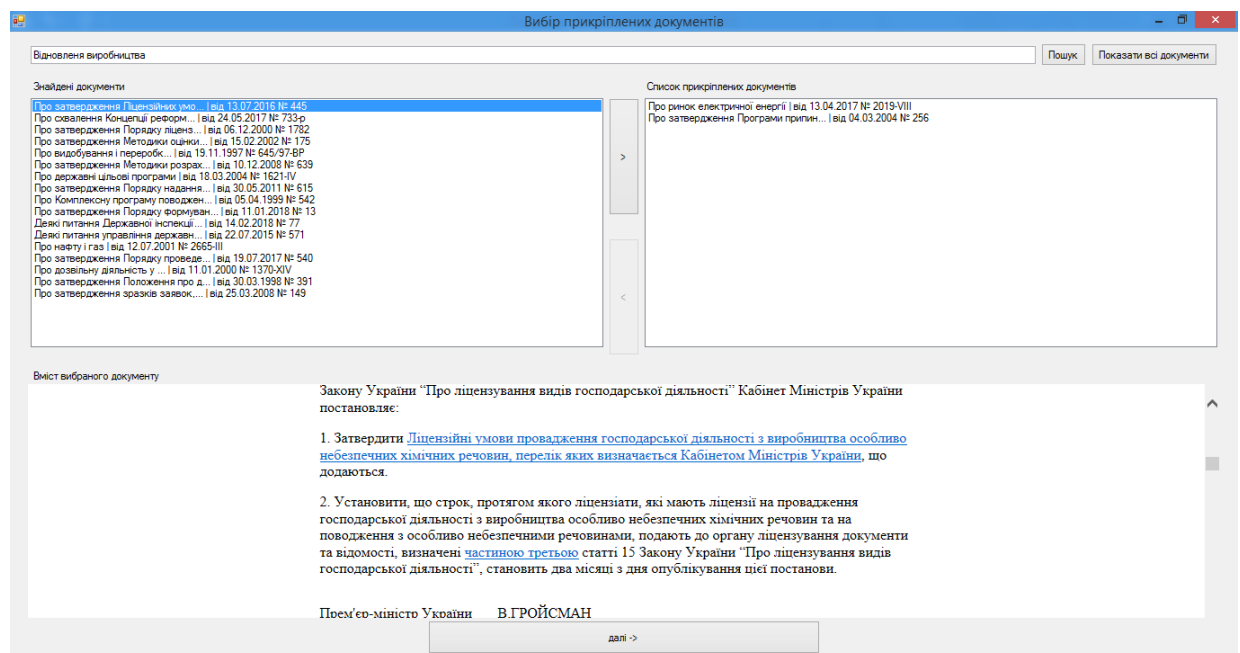 Вибір прикріплених документів
Відновленя виробництва
Пошук
Показати всі документи
Знайдені документи
Про затвердження Ліцензійних умо... | від 13.07.2016 № 445
Про схвалення Концепції реформ... | від 24.05.2017 № 733-р
Про затвердження Порядку ліценз... | від 06.12.2000 № 1782
Про затвердження Методики оцінки... | від 15.02.2002 № 175
Про видобування і переробк... | від 19.11.1997 № 645/97-ВР
Про затвердження Методики розрах... | від 10.12.2008 № 639
Про державні цільові програми | від 18.03.2004 № 1621-IV
Про затвердження Порядку надання... | від 30.05.2011 № 615
Про Комплексну програму поводжен... | від 05.04.1999 № 542
Про затвердження Порядку формуван... | від 11.01.2018 № 13
Деякі питання Державної інспекції... | від 14.02.2018 № 77
Деякі питання управління державн... | від 22.07.2015 № 571
Про нафту і газ | від 12.07.2001 № 2665-III
Про затвердження Порядку проведе... | від 19.07.2017 № 540
Про дозвільну діяльність у ... | від 11.01.2000 № 1370-XIV
Про затвердження Положення про д... | від 30.03.1998 № 391
Про затвердження зразків заявок,... | від 25.03.2008 № 149
>
<
Список прикріплених документів
Про ринок електричної енергії | від 13.04.2017 № 2019-VIII
Про затвердження Програми припин... | від 04.03.2004 № 256
Вміст вибраного документу
Закону України “Про ліцензування видів господарської діяльності” Кабінет Міністрів України
постановляє:
1. Затвердити Ліцензійні умови провадження господарської діяльності з виробництва особливо
небезпечних хімічних речовин, перелік яких визначається Кабінетом Міністрів України, що
додаються.
2. Установити, що строк, протягом якого ліцензіати, які мають ліцензії на провадження
господарської діяльності з виробництва особливо небезпечних хімічних речовин та на
поводження з особливо небезпечними речовинами, подають до органу ліцензування документи
та відомості, визначені частиною третьою статті 15 Закону України “Про ліцензування видів
господарської діяльності”, становить два місяці з дня опублікування цієї постанови.
Прем'єр-міністр України В.ГРОЙСМАН
далі ->